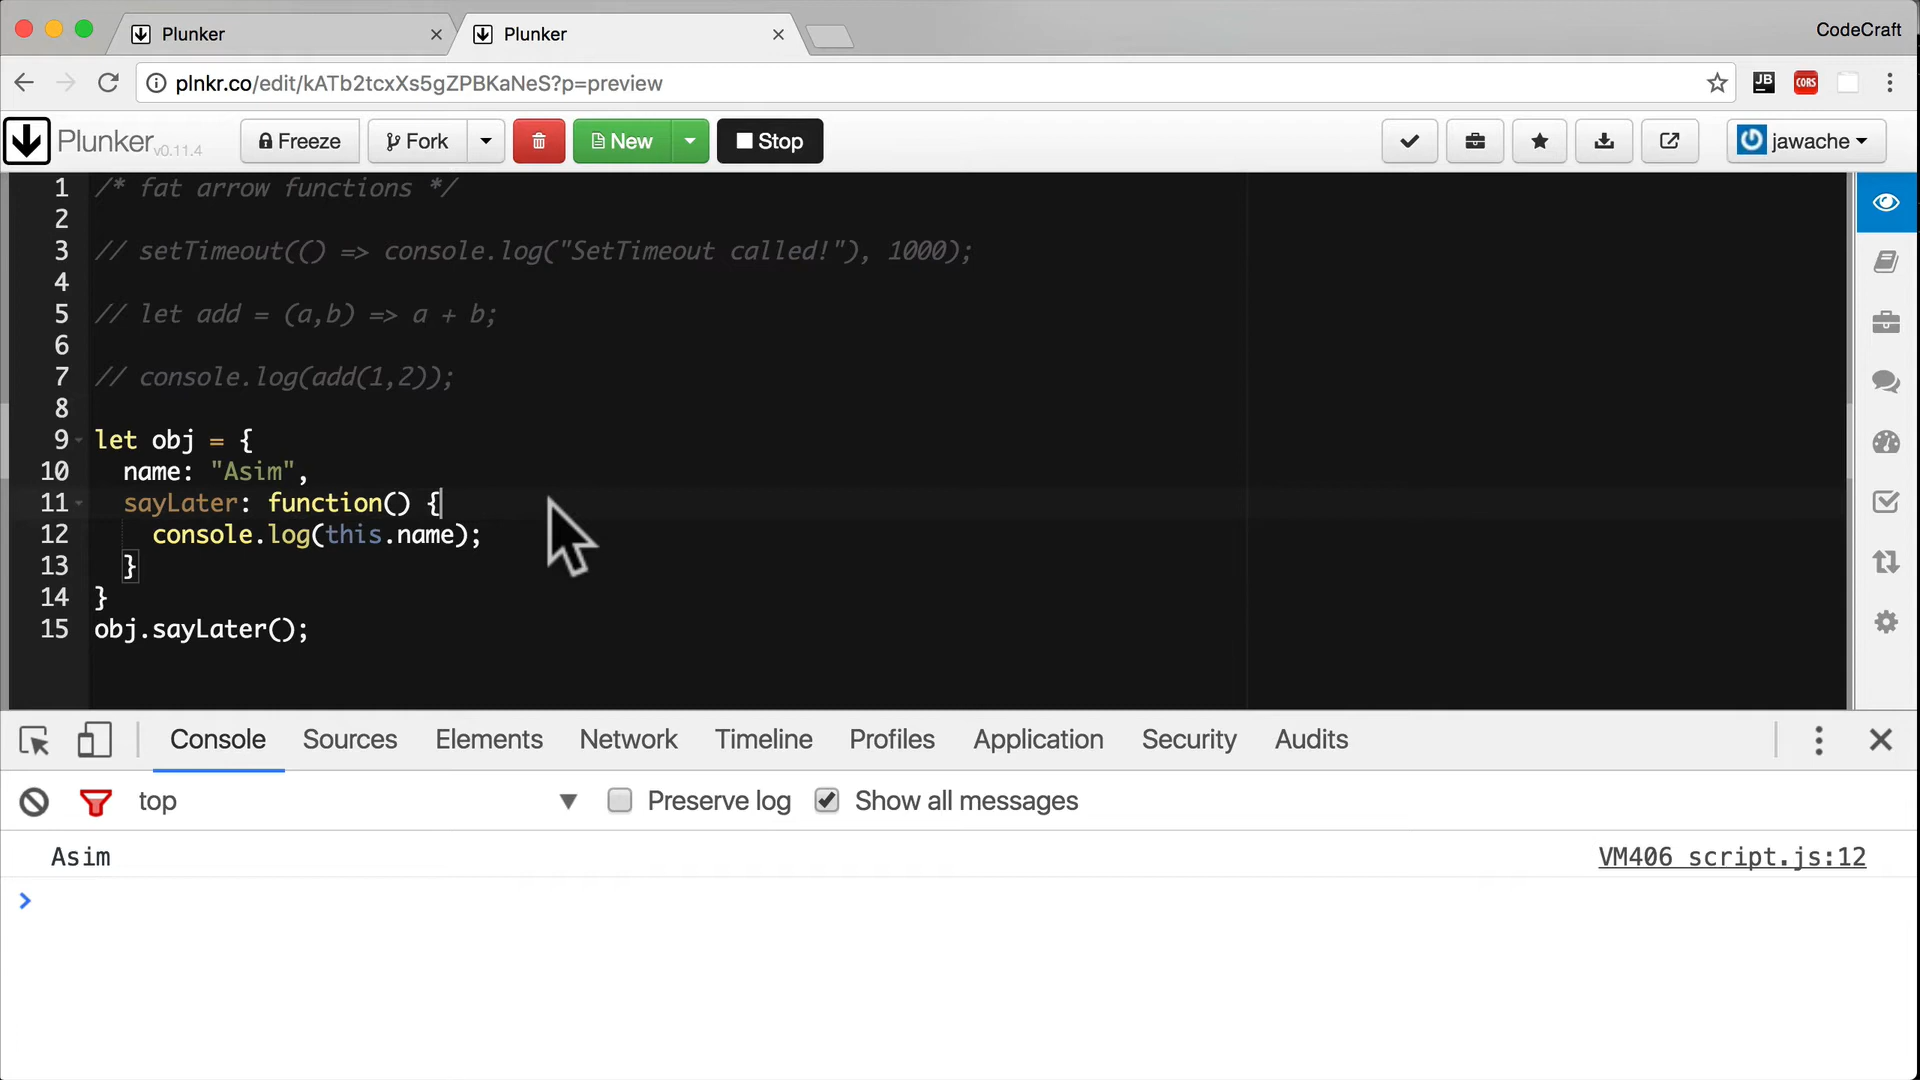 Plunker
Plunker
CodeCraft
plnkr.co/edit/kATb2tcxXs5gZPBKaNeS?p=preview
JB
CORS
Plunker v0.11.4
Freeze
Fork
New
Stop
jawache
1 /* fat arrow functions */
2
3 // setTimeout(() => console.log("SetTimeout called!"), 1000);
4
5 // let add = (a,b) => a + b;
6
7 // console.log(add(1,2));
8
9 let obj = {
10 name: "Asim",
11 sayLater: function() {
12 console.log(this.name);
13 }
14 }
15 obj.sayLater();
Console Sources Elements Network Timeline Profiles Application Security Audits
top
Preserve log
Show all messages
Asim
VM406 script.js:12